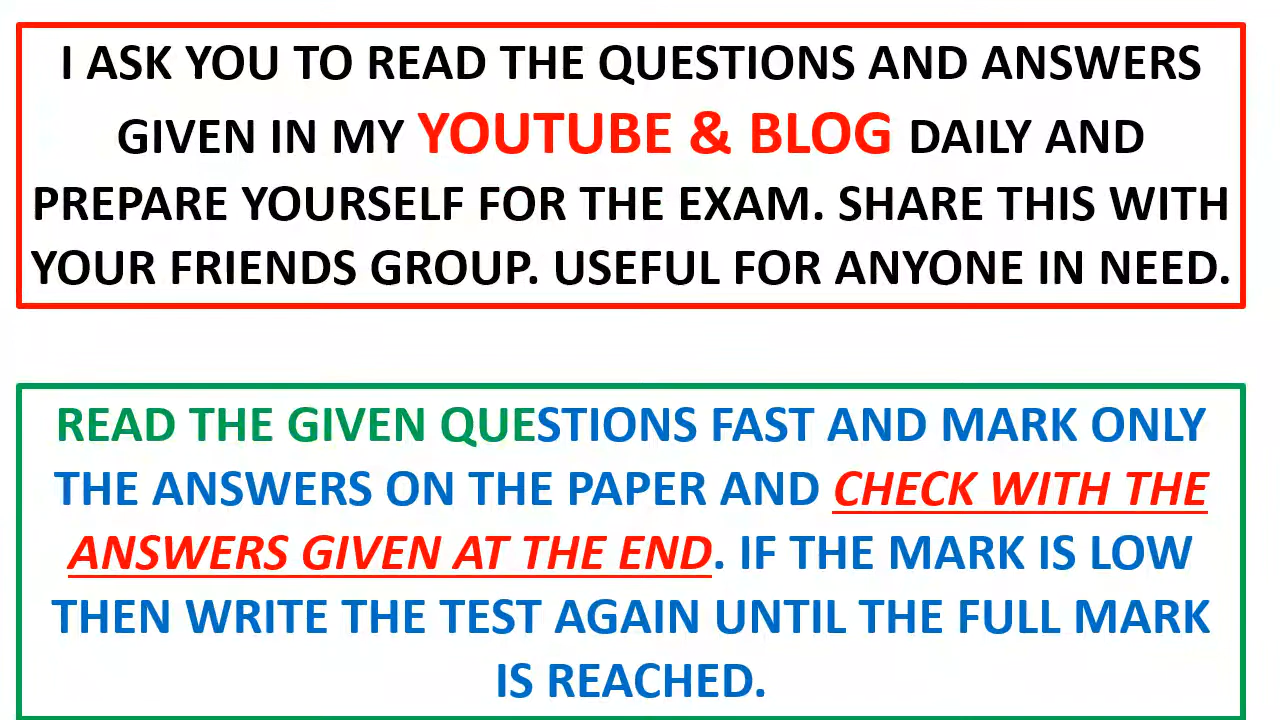 I ASK YOU TO READ THE QUESTIONS AND ANSWERS
GIVEN IN MY YOUTUBE & BLOG DAILY AND
PREPARE YOURSELF FOR THE EXAM. SHARE THIS WITH
YOUR FRIENDS GROUP. USEFUL FOR ANYONE IN NEED.
READ THE GIVEN QUESTIONS FAST AND MARK ONLY
THE ANSWERS ON THE PAPER AND CHECK WITH THE
ANSWERS GIVEN AT THE END. IF THE MARK IS LOW
THEN WRITE THE TEST AGAIN UNTIL THE FULL MARK
IS REACHED.